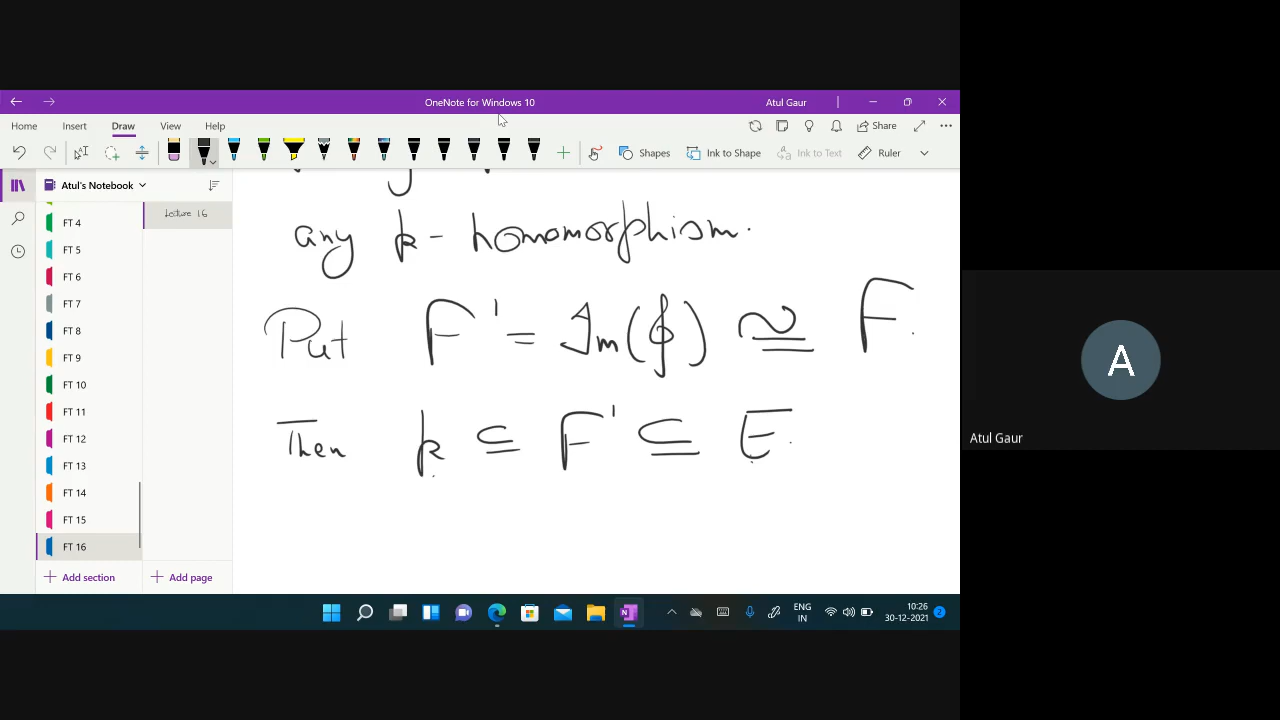 OneNote for Windows 10
Atul Gaur
Home Insert Draw View Help
Share
Shapes Ink to Shape Ink to Text Ruler
Atul's Notebook
Lecture 16
FT 4
FT 5
FT 6
FT 7
FT 8
FT 9
FT 10
FT 11
FT 12
FT 13
FT 14
FT 15
FT 16
Add section
Add page
any k- homomorphism.
Put F' = Im(ϕ) ≅ F.
Then k ⊆ F' ⊆ E.
A
Atul Gaur
ENG
IN
10:26
30-12-2021
2